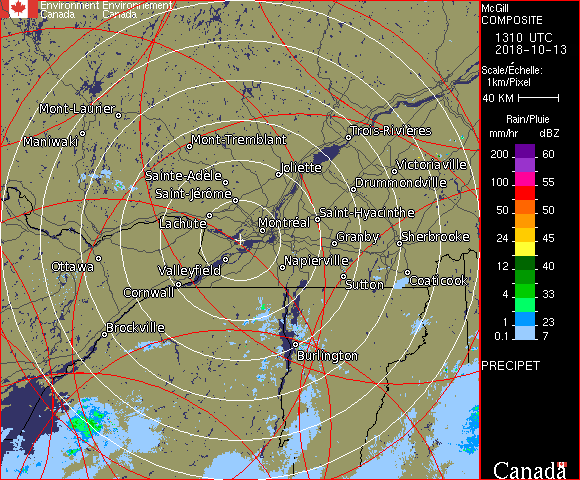 Environment Environnement
Canada Canada
McGill
COMPOSITE
1310 UTC
2018-10-13
Scale/Échelle:
1km/Pixel
40 KM
Rain/Pluie
mm/hr dBZ
200 60
100 55
75 55
50 50
24 45
12 40
4 33
1 23
0.1 7
PRECIPET
Canada
Mont-Laurier
Maniwaki
Mont-Tremblant
Trois-Rivières
Sainte-Adèle
Joliette
Victoriaville
Saint-Jérôme
Drummondville
Lachute
Montréal
Saint-Hyacinthe
Granby
Sherbrooke
Ottawa
Valleyfield
Napierville
Cornwall
Sutton
Coaticook
Brockville
Burlington